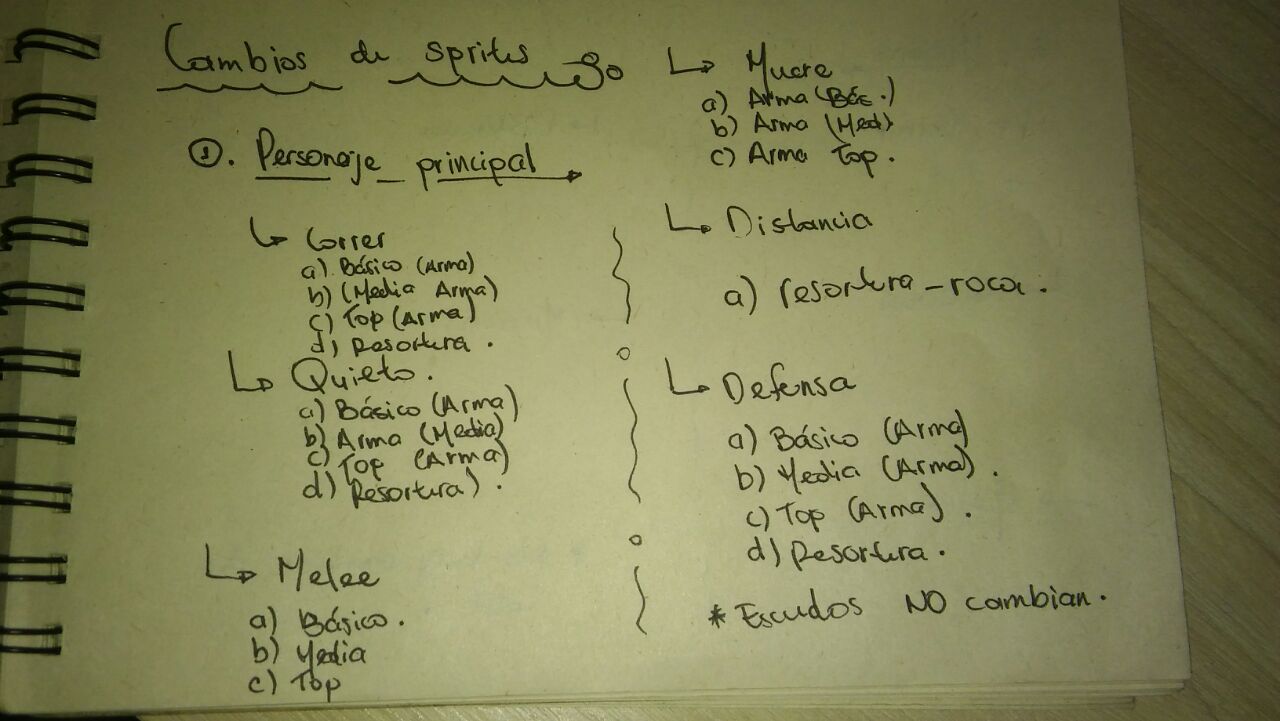 Cambios de sprites
1. Personaje principal
Correr
a) Básico (Arma)
b) (Media Arma)
c) Top (Arma)
d) Resortera.
Quieto.
a) Básico (Arma)
b) Arma (Media)
c) Top (Arma)
d) Resortera).
Melee
a) Básico.
b) Media
c) Top
Muere
a) Arma (Bás.)
b) Arma (Med)
c) Arma Top.
Distancia
a) resortera - roca.
Defensa
a) Básico (Arma)
b) Media (Arma).
c) Top (Arma).
d) Resortera.
* Escudos NO cambian.